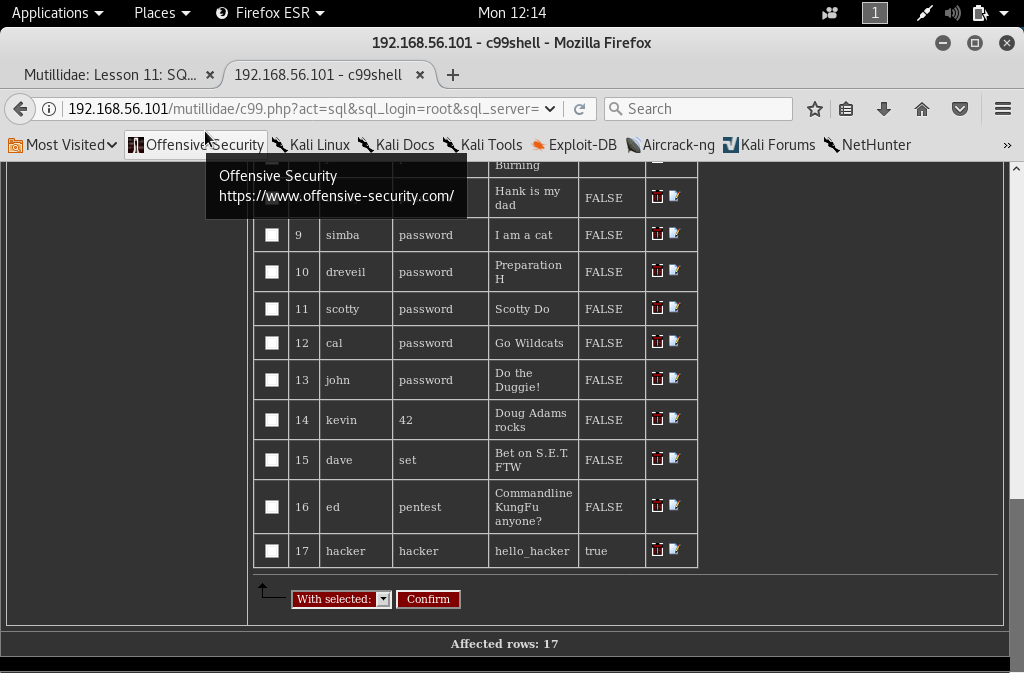 Applications Places Firefox ESR Mon 12:14 1
192.168.56.101 - c99shell - Mozilla Firefox
Mutillidae: Lesson 11: SQ... 192.168.56.101 - c99shell
192.168.56.101/mutillidae/c99.php?act=sql&sql_login=root&sql_server= Search
Most Visited Offensive Security Kali Linux Kali Docs Kali Tools Exploit-DB Aircrack-ng Kali Forums NetHunter »
Offensive Security
https://www.offensive-security.com/
Burning
Hank is my
dad
FALSE
9 simba password I am a cat FALSE
10 dreveil password Preparation
H
FALSE
11 scotty password Scotty Do FALSE
12 cal password Go Wildcats FALSE
13 john password Do the
Duggie!
FALSE
14 kevin 42 Doug Adams
rocks
FALSE
15 dave set Bet on S.E.T.
FTW
FALSE
16 ed pentest Commandline
KungFu
anyone?
FALSE
17 hacker hacker hello_hacker true
With selected: Confirm
Affected rows: 17